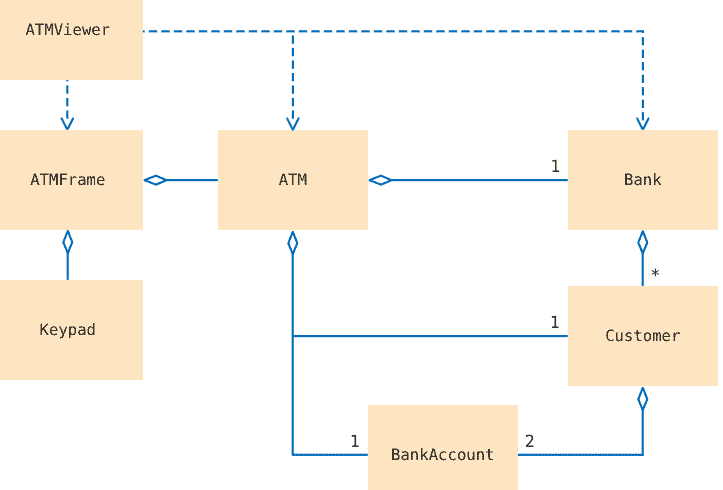 ATMViewer
ATMFrame
ATM
1
Bank
*
Keypad
1
Customer
1
BankAccount
2